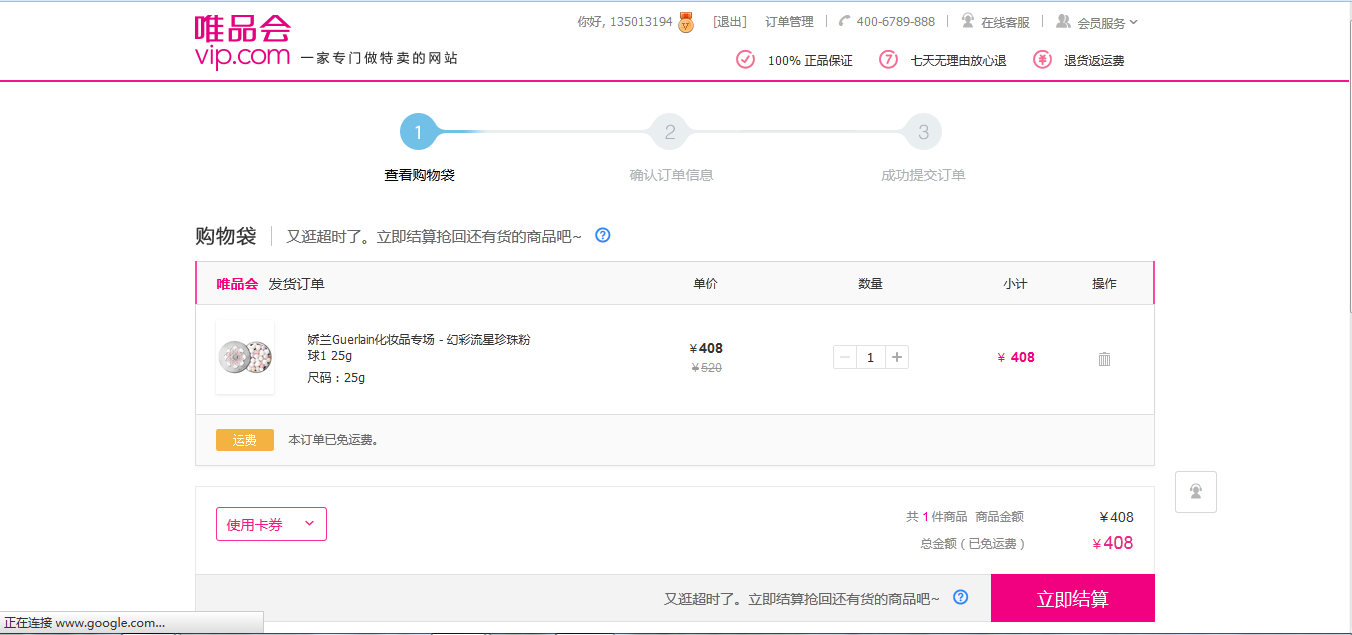 唯品会
vip.com 一家专门做特卖的网站
你好, 135013194 [退出] 订单管理 400-6789-888 在线客服 会员服务
100% 正品保证 7 七天无理由放心退 ¥ 退货返运费
1 2 3
查看购物袋 确认订单信息 成功提交订单
购物袋 又逛超时了。立即结算抢回还有货的商品吧~ ?
唯品会 发货订单 单价 数量 小计 操作
娇兰Guerlain化妆品专场 - 幻彩流星珍珠粉
球1 25g
尺码：25g
¥408
¥520
− 1 +
¥ 408
运费 本订单已免运费。
使用卡券
共 1 件商品 商品金额 ¥408
总金额 ( 已免运费 ) ¥408
又逛超时了。立即结算抢回还有货的商品吧~ ? 立即结算
正在连接 www.google.com...